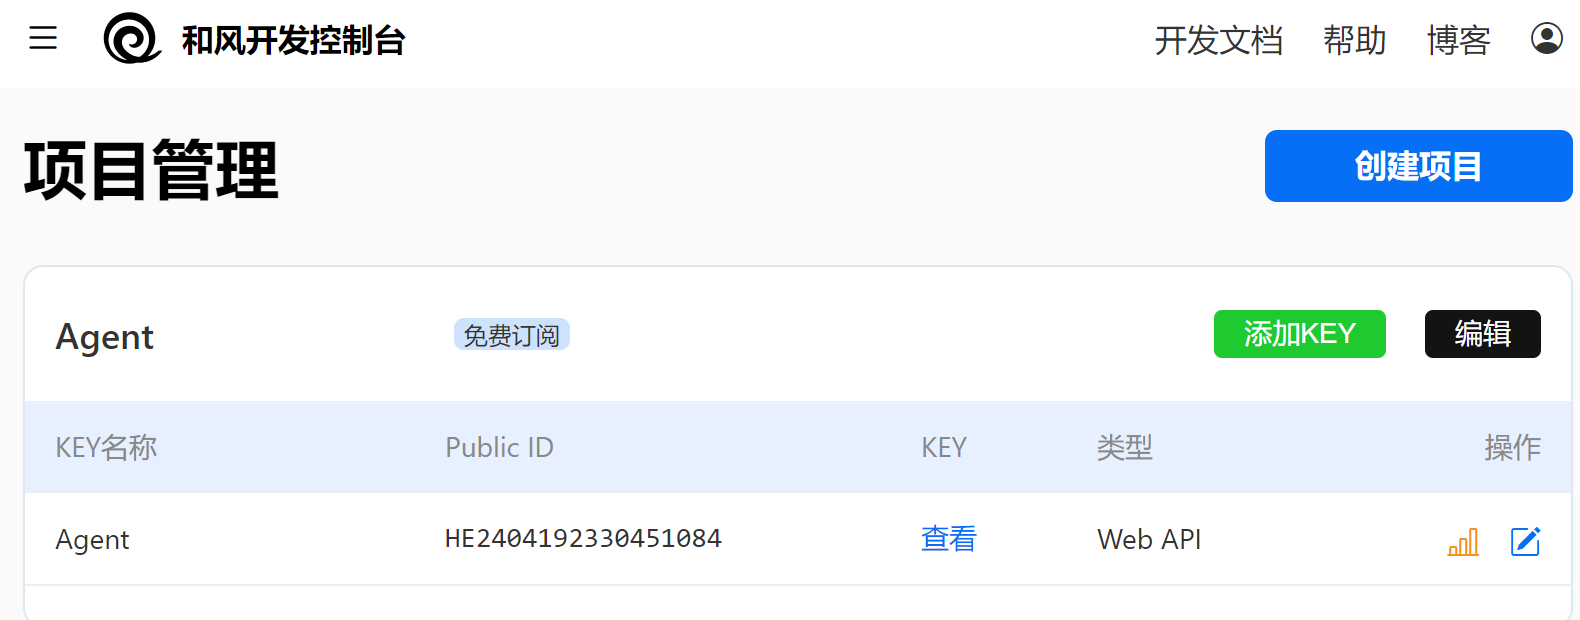 和风开发控制台 开发文档 帮助 博客
项目管理 创建项目
Agent 免费订阅 添加KEY 编辑
KEY名称 Public ID KEY 类型 操作
Agent HE2404192330451084 查看 Web API